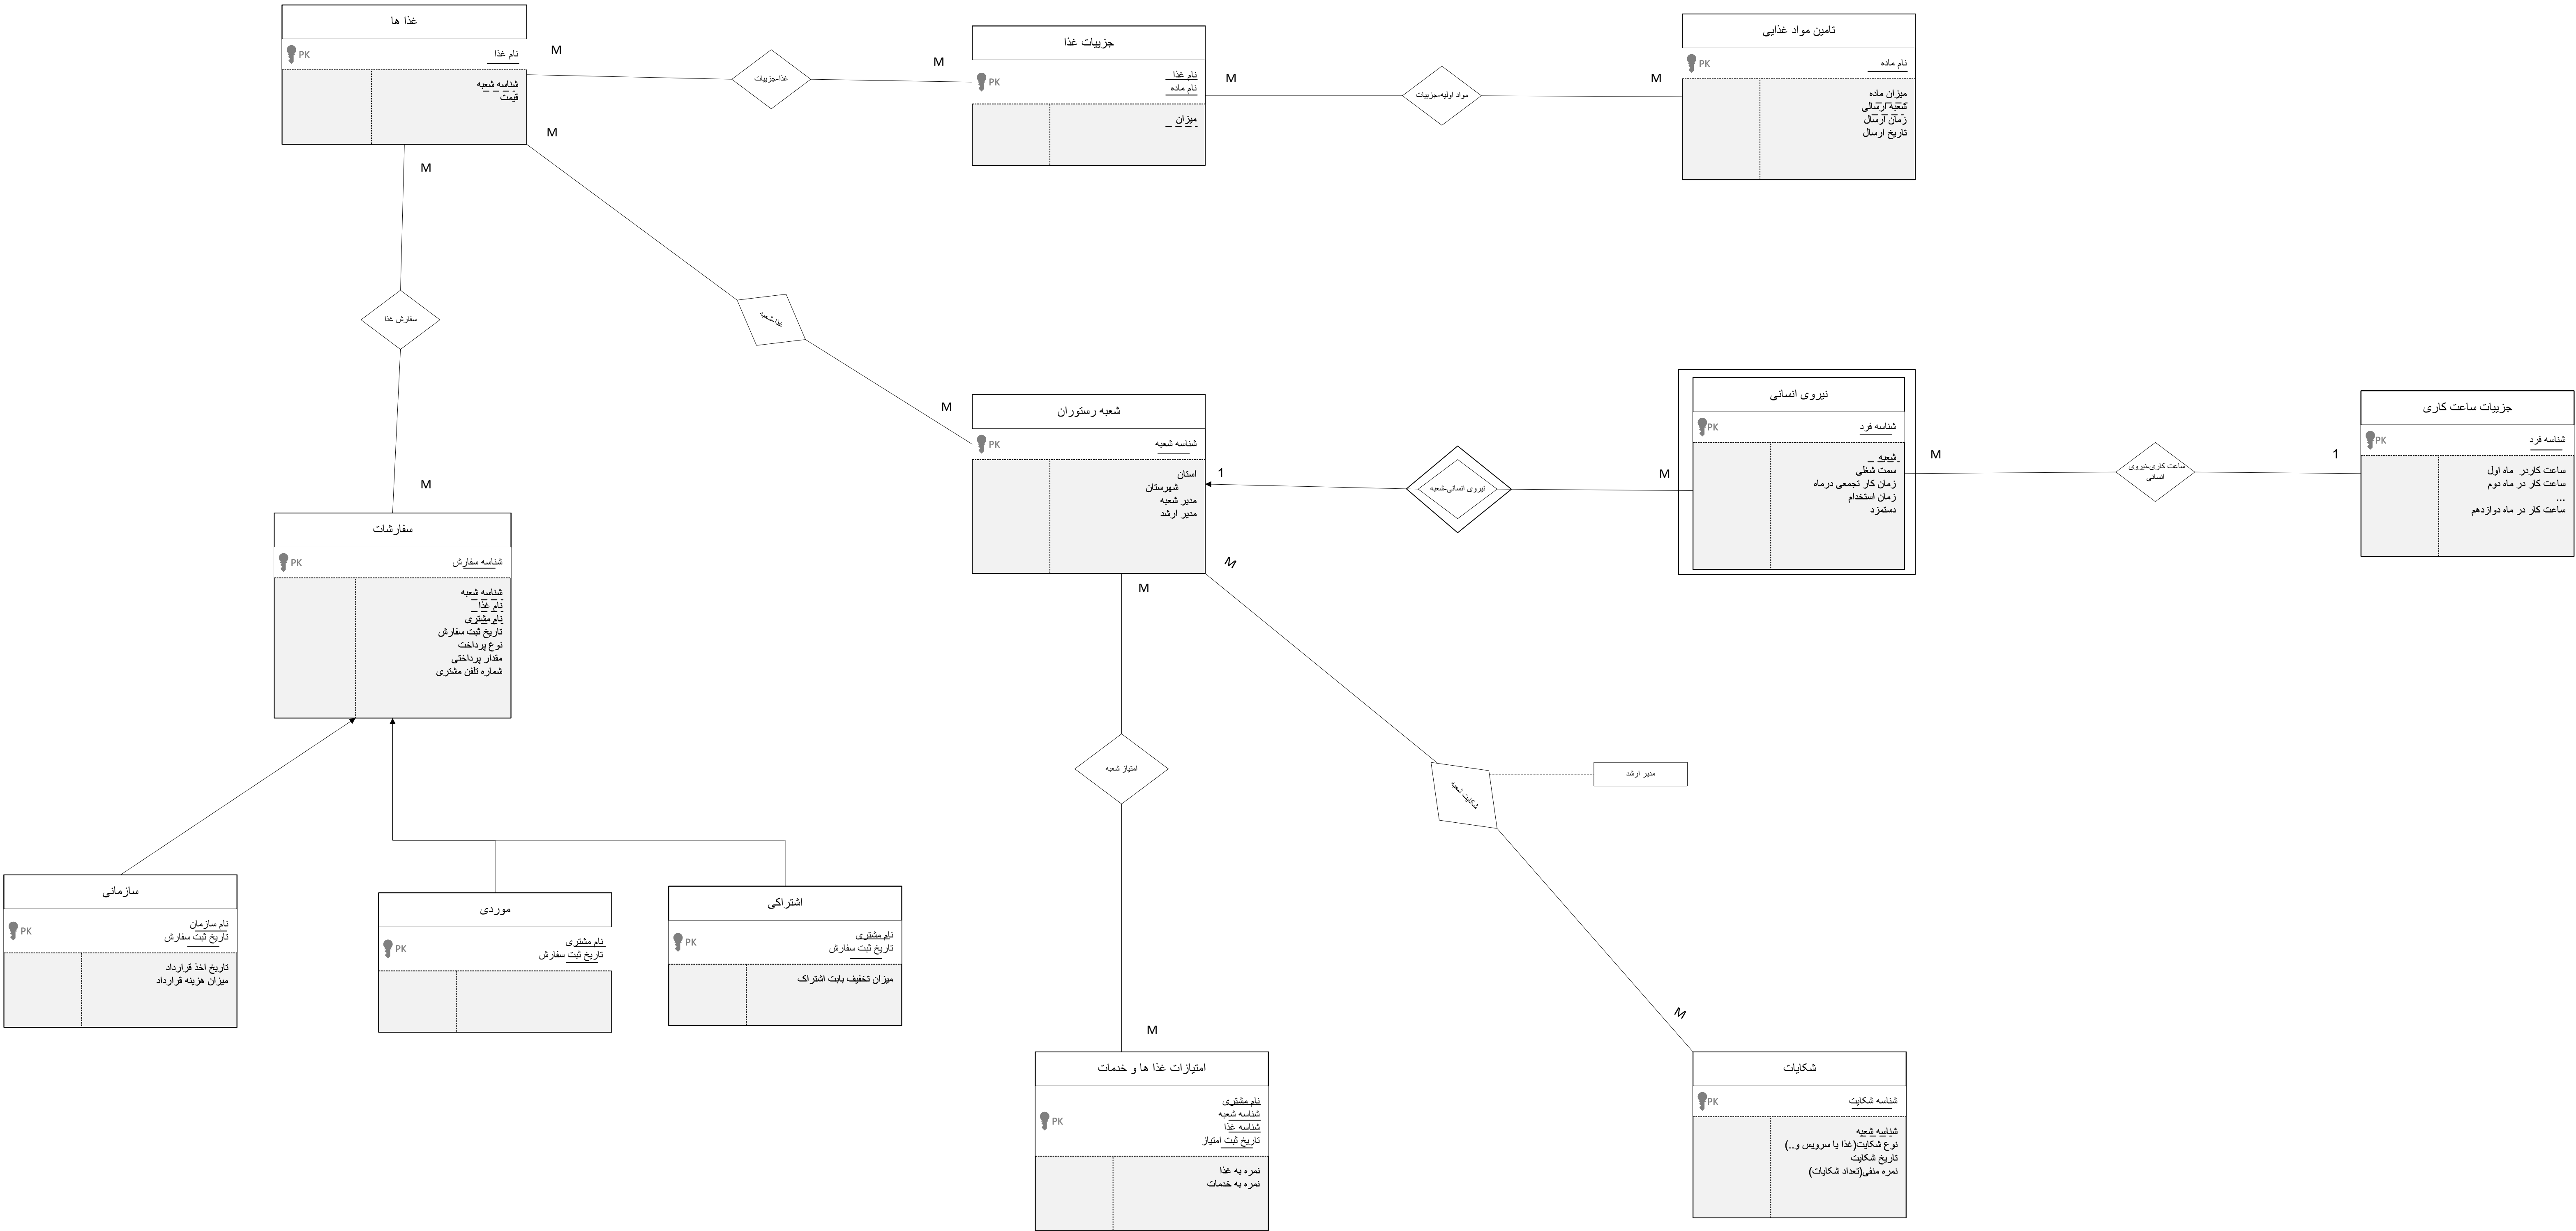 غذا ها
PK
نام غذا
شناسه شعبه
قیمت
M
غذا-جزییات
M
جزییات غذا
PK
نام غذا
نام ماده
میزان
M
مواد اولیه-جزییات
M
تامین مواد غذایی
PK
نام ماده
میزان ماده
شعبه ارسالی
زمان ارسال
تاریخ ارسال
M
سفارش غذا
M
M
غذا-شعبه
M
شعبه رستوران
PK
شناسه شعبه
استان
شهرستان
مدیر شعبه
مدیر ارشد
1
نیروی انسانی-شعبه
M
نیروی انسانی
PK
شناسه فرد
شعبه
سمت شغلی
زمان کار تجمعی درماه
زمان استخدام
دستمزد
M
ساعت کاری-نیروی
انسانی
1
جزییات ساعت کاری
PK
شناسه فرد
ساعت کاردر ماه اول
ساعت کار در ماه دوم
...
ساعت کار در ماه دوازدهم
سفارشات
PK
شناسه سفارش
شناسه شعبه
نام غذا
نام مشتری
تاریخ ثبت سفارش
نوع پرداخت
مقدار پرداختی
شماره تلفن مشتری
M
امتیاز شعبه
M
M
شکایت شعبه
مدیر ارشد
M
سازمانی
PK
نام سازمان
تاریخ ثبت سفارش
تاریخ اخذ قرارداد
میزان هزینه قرارداد
موردی
PK
نام مشتری
تاریخ ثبت سفارش
اشتراکی
PK
نام مشتری
تاریخ ثبت سفارش
میزان تخفیف بابت اشتراک
امتیازات غذا ها و خدمات
PK
نام مشتری
شناسه شعبه
شناسه غذا
تاریخ ثبت امتیاز
نمره به غذا
نمره به خدمات
شکایات
PK
شناسه شکایت
شناسه شعبه
نوع شکایت(غذا یا سرویس و..)
تاریخ شکایت
نمره منفی(تعداد شکایات)